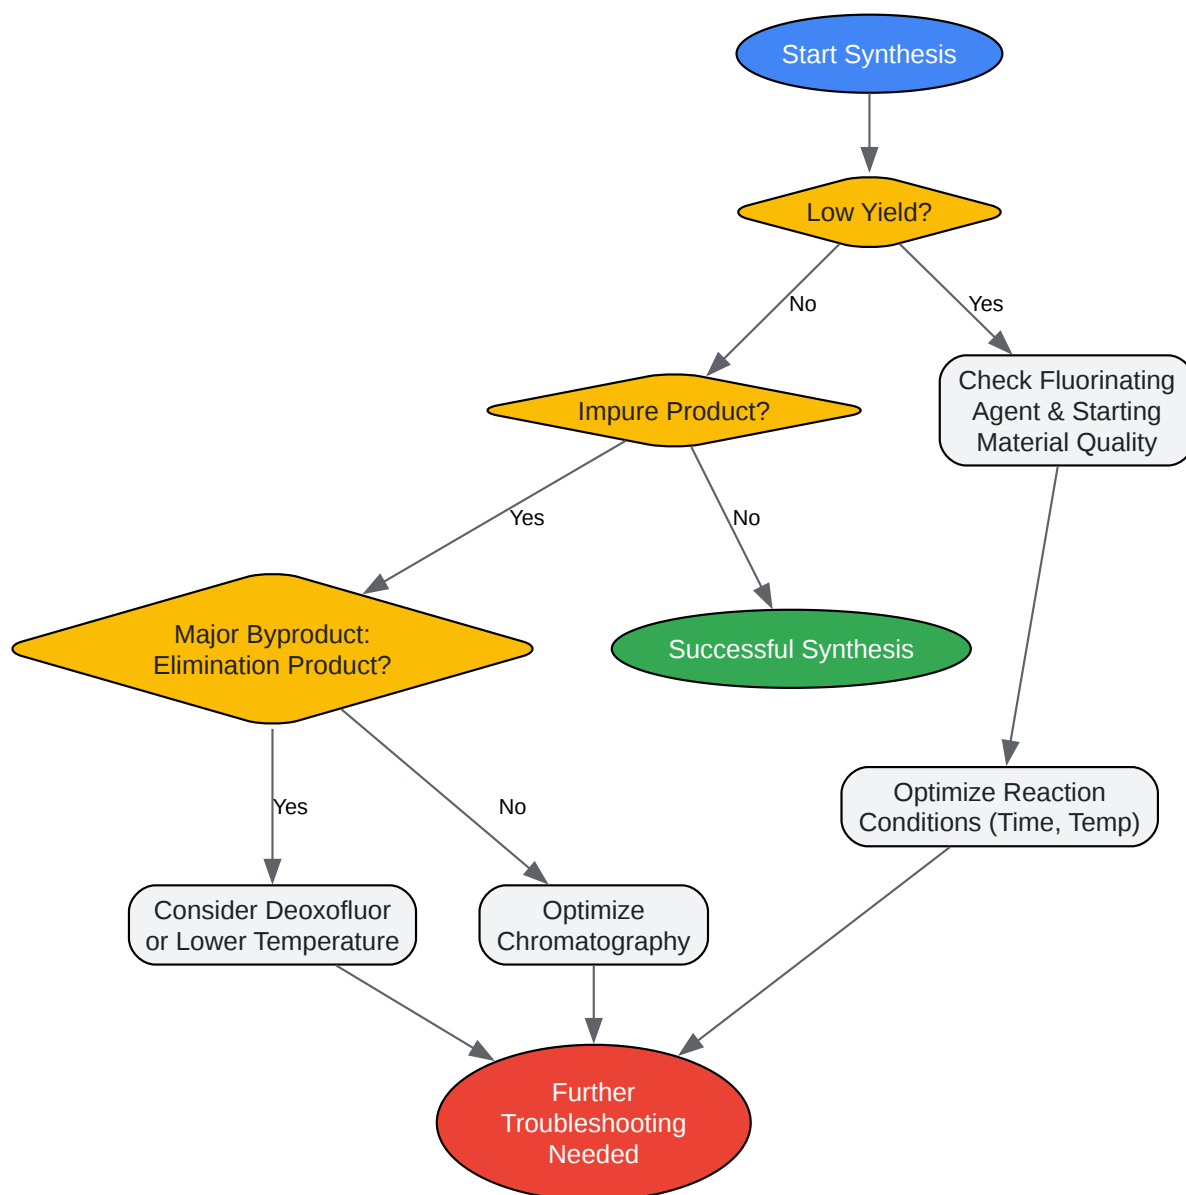 Start Synthesis
Low Yield?
No
Yes
Check Fluorinating
Agent & Starting
Material Quality
Impure Product?
Yes
No
Major Byproduct:
Elimination Product?
Successful Synthesis
Yes
No
Optimize Reaction
Conditions (Time, Temp)
Consider Deoxofluor
or Lower Temperature
Optimize
Chromatography
Further
Troubleshooting
Needed